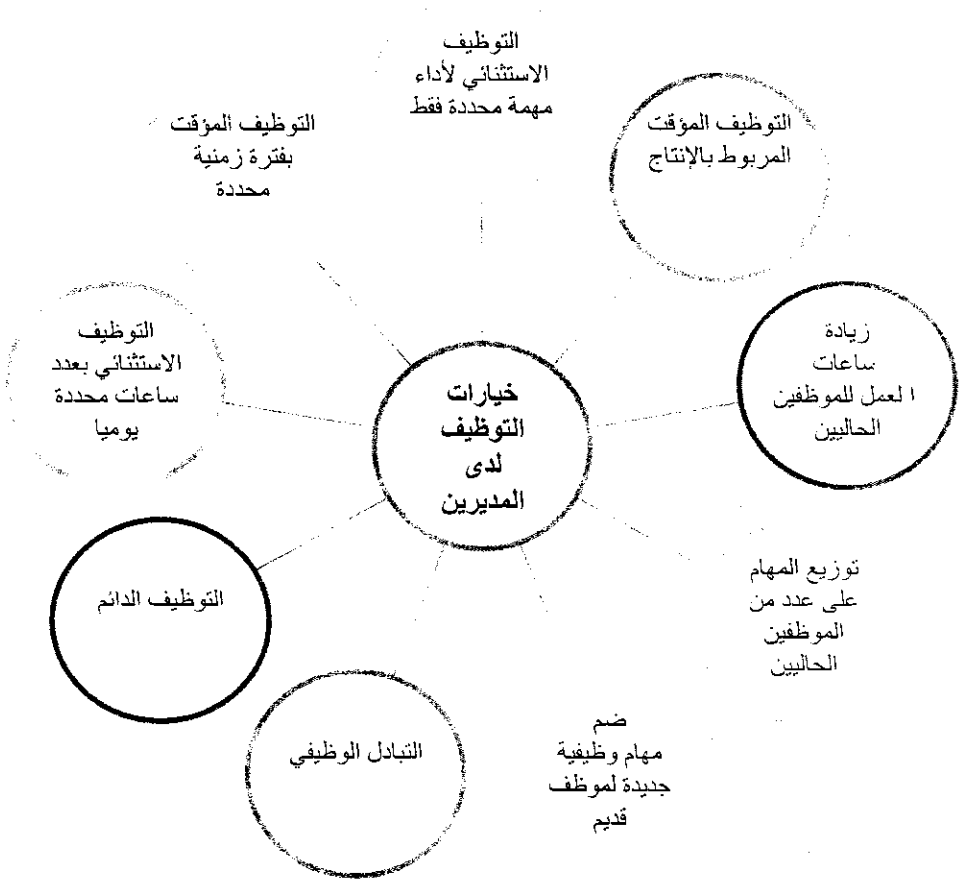 التوظيف
الاستثنائي لأداء
مهمة محددة فقط
التوظيف المؤقت
المربوط بالإنتاج
زيادة
ساعات
العمل للموظفين
الحاليين
توزيع المهام
على عدد من
الموظفين
الحاليين
ضم
مهام وظيفية
جديدة لموظف
قديم
التبادل الوظيفي
التوظيف الدائم
التوظيف
الاستثنائي بعدد
ساعات محددة
يوميا
التوظيف المؤقت
بفترة زمنية
محددة
خيارات
التوظيف
لدى
المديرين